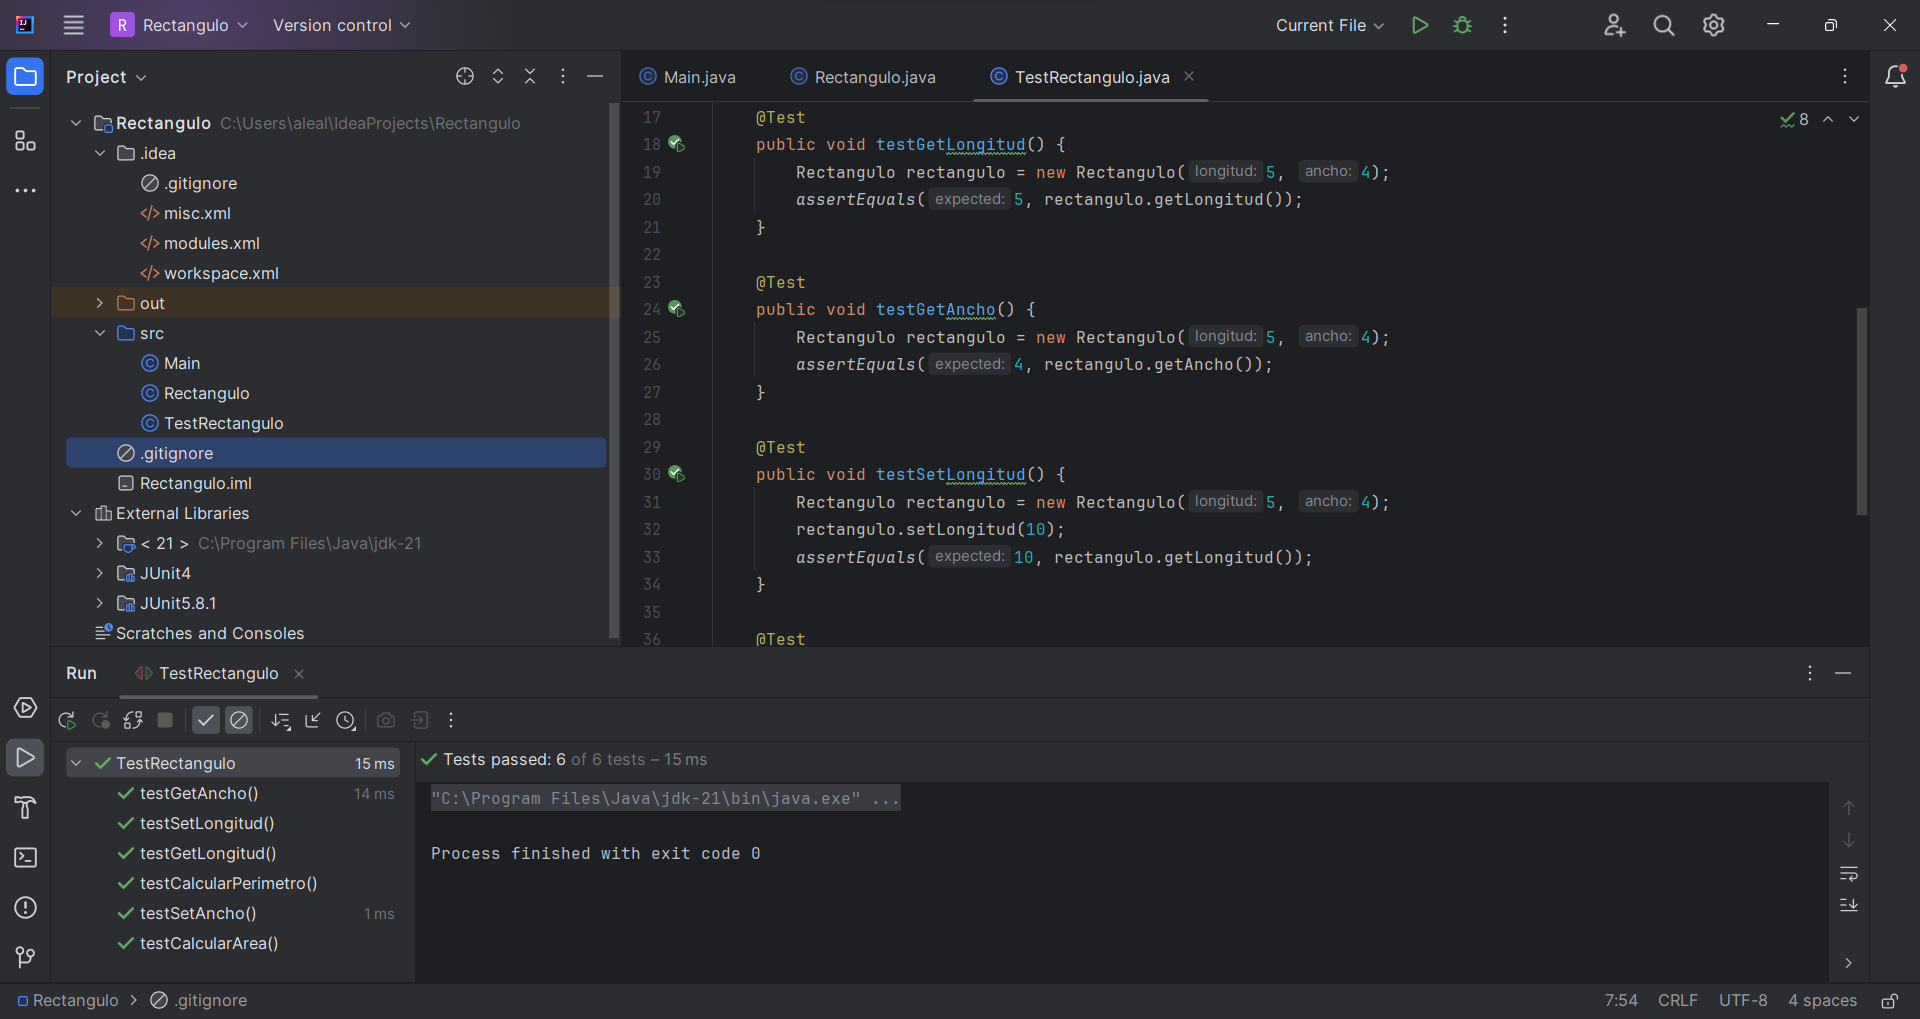 R Rectangulo Version control Current File
Project
Rectangulo C:\Users\aleal\IdeaProjects\Rectangulo
.idea
.gitignore
misc.xml
modules.xml
workspace.xml
out
src
Main
Rectangulo
TestRectangulo
.gitignore
Rectangulo.iml
External Libraries
< 21 > C:\Program Files\Java\jdk-21
JUnit4
JUnit5.8.1
Scratches and Consoles
Main.java Rectangulo.java TestRectangulo.java
8
17 @Test
18 public void testGetLongitud() {
19 Rectangulo rectangulo = new Rectangulo( longitud: 5, ancho: 4);
20 assertEquals( expected: 5, rectangulo.getLongitud());
21 }
22
23 @Test
24 public void testGetAncho() {
25 Rectangulo rectangulo = new Rectangulo( longitud: 5, ancho: 4);
26 assertEquals( expected: 4, rectangulo.getAncho());
27 }
28
29 @Test
30 public void testSetLongitud() {
31 Rectangulo rectangulo = new Rectangulo( longitud: 5, ancho: 4);
32 rectangulo.setLongitud(10);
33 assertEquals( expected: 10, rectangulo.getLongitud());
34 }
35
36 @Test
Run TestRectangulo
TestRectangulo 15 ms
testGetAncho() 14 ms
testSetLongitud()
testGetLongitud()
testCalcularPerimetro()
testSetAncho() 1 ms
testCalcularArea()
Tests passed: 6 of 6 tests – 15 ms
"C:\Program Files\Java\jdk-21\bin\java.exe" ...
Process finished with exit code 0
Rectangulo > .gitignore 7:54 CRLF UTF-8 4 spaces